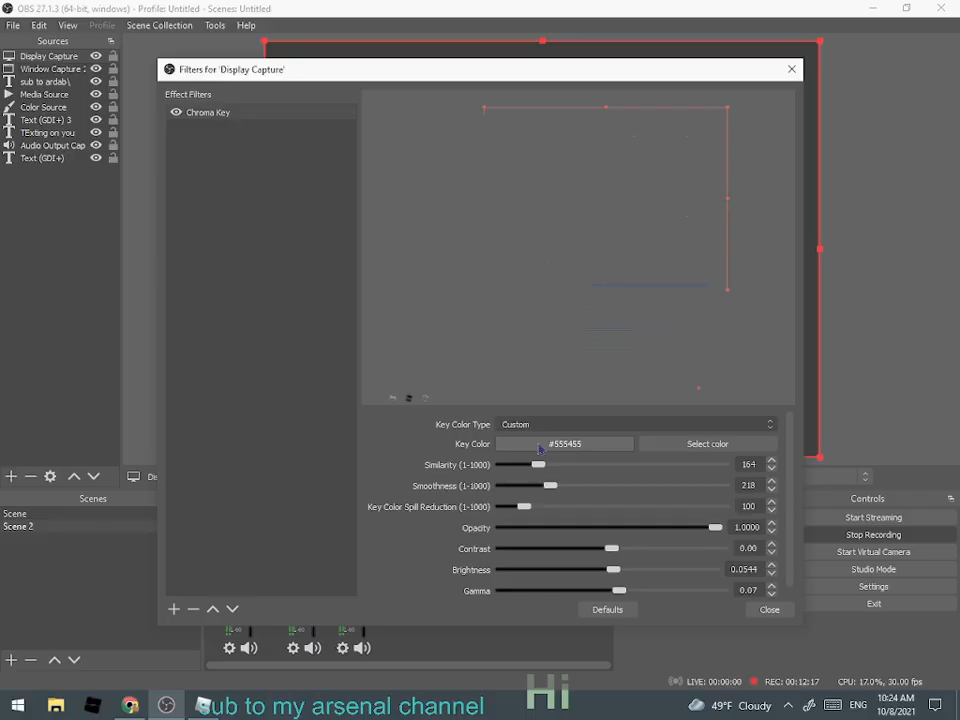 OBS 27.1.3 (64-bit, windows) - Profile: Untitled - Scenes: Untitled
File Edit View Profile Scene Collection Tools Help
Sources
Display Capture
Window Capture 2
sub to ardab\
Media Source
Color Source
Text (GDI+) 3
TExting on you
Audio Output Cap
Text (GDI+)
Filters for 'Display Capture'
Effect Filters
Chroma Key
Key Color Type Custom
Key Color #555455 Select color
Similarity (1-1000) 164
Smoothness (1-1000) 218
Key Color Spill Reduction (1-1000) 100
Opacity 1.0000
Contrast 0.00
Brightness 0.0544
Gamma 0.07
Defaults Close
Scenes
Scene
Scene 2
Controls
Start Streaming
Stop Recording
Start Virtual Camera
Studio Mode
Settings
Exit
LIVE: 00:00:00 REC: 00:12:17 CPU: 17.0%, 30.00 fps
sub to my arsenal channel
Hi
49°F Cloudy ENG
10:24 AM
10/8/2021